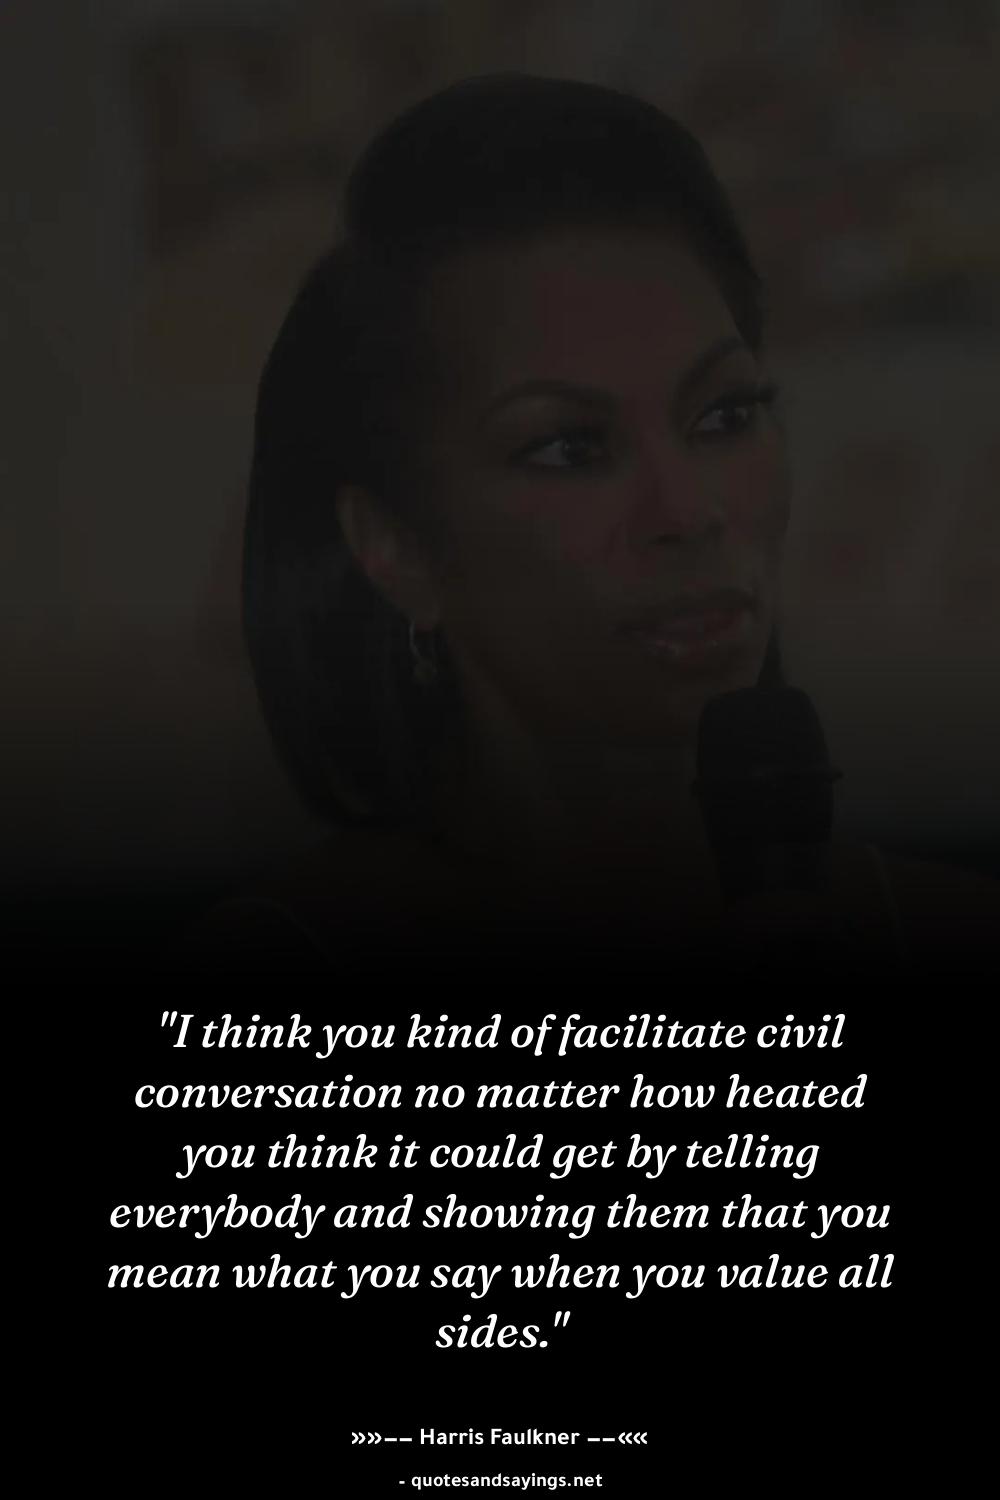 "I think you kind of facilitate civil
conversation no matter how heated
you think it could get by telling
everybody and showing them that you
mean what you say when you value all
sides."
»»−− Harris Faulkner −−««
- quotesandsayings.net